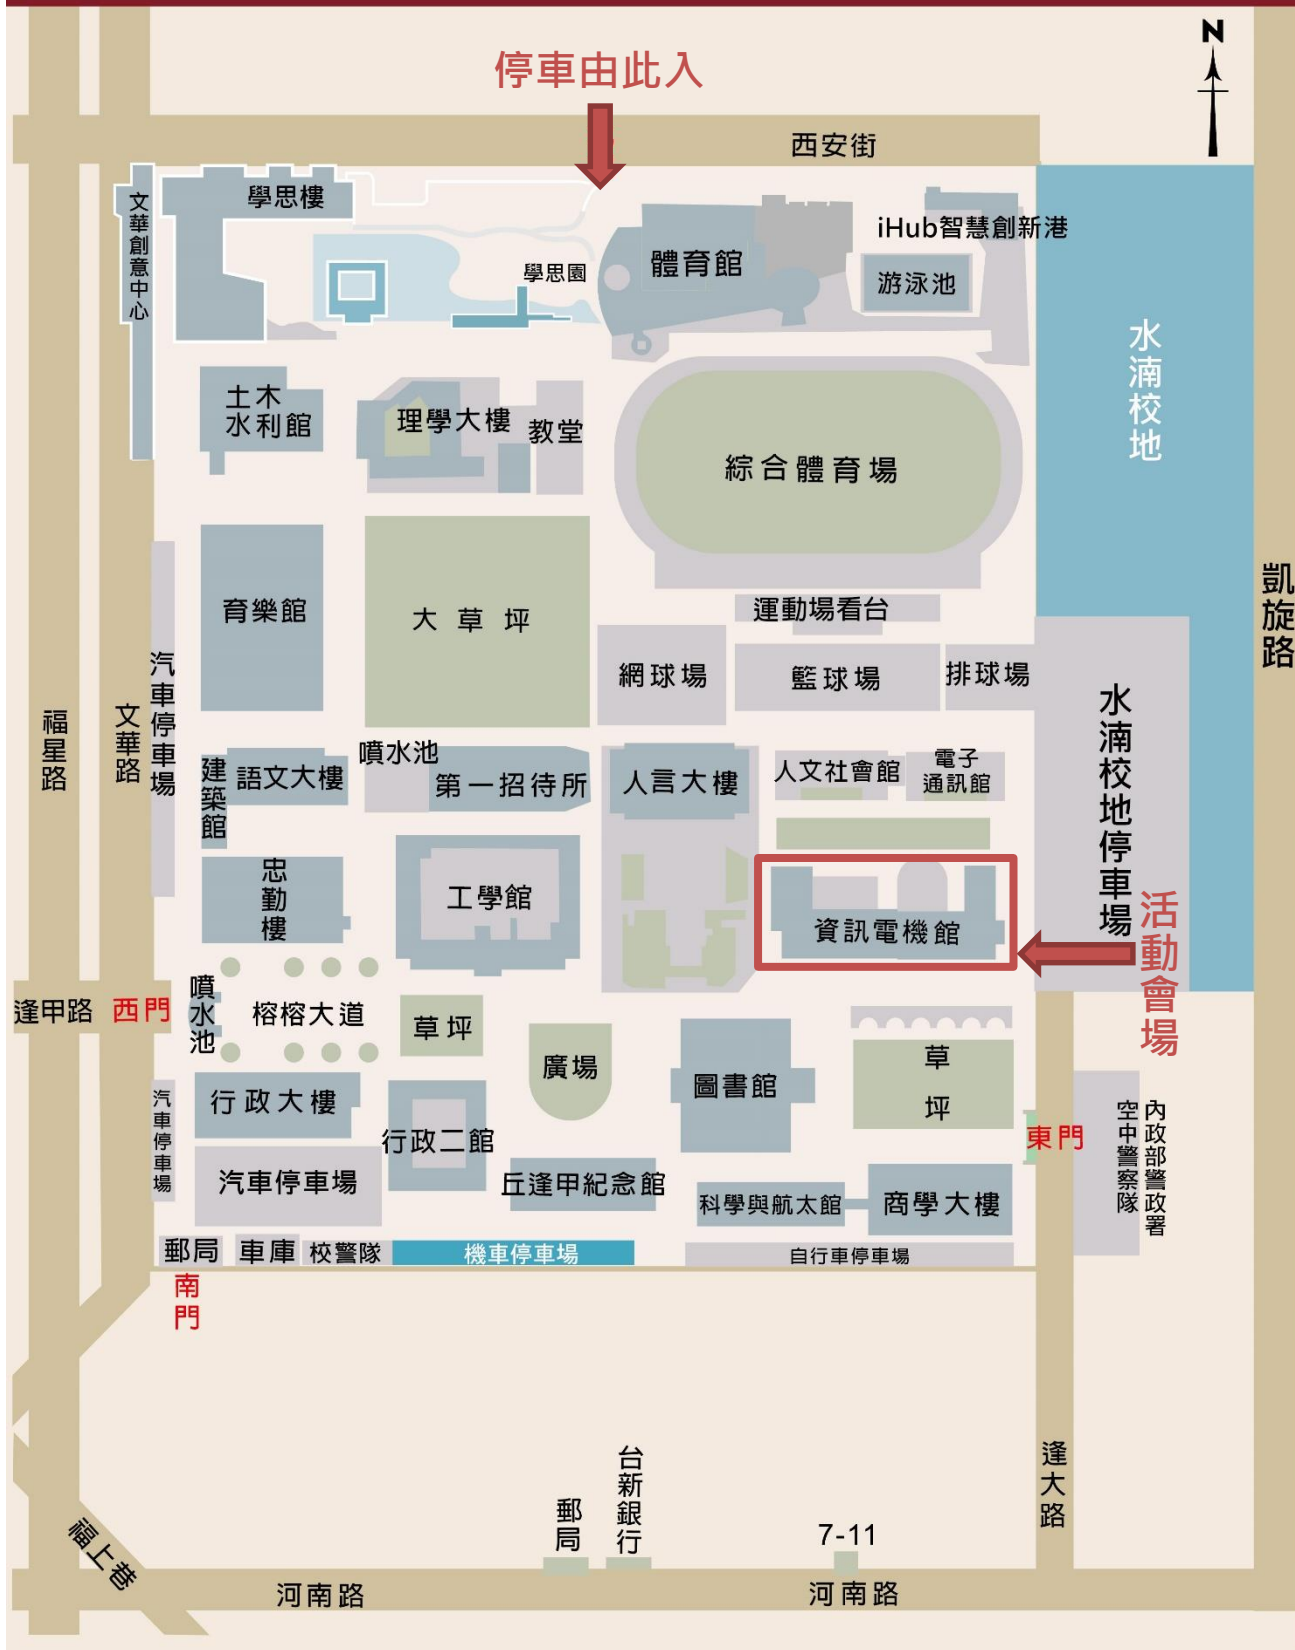 停車由此入
N
西安街
學思樓
文華創意中心
iHub智慧創新港
體育館
學思園
游泳池
水湳校地
土木
水利館
理學大樓
教堂
綜合體育場
凱旋路
育樂館
大草坪
運動場看台
網球場
籃球場
排球場
汽車停車場
福星路
文華路
水湳校地停車場
噴水池
建築館
語文大樓
第一招待所
人言大樓
人文社會館
電子
通訊館
忠勤樓
工學館
資訊電機館
活動會場
逢甲路
西門
噴水池
榕榕大道
草坪
廣場
圖書館
草坪
行政大樓
汽車停車場
行政二館
東門
內政部警政署
空中警察隊
汽車停車場
丘逢甲紀念館
科學與航太館
商學大樓
郵局
車庫
校警隊
機車停車場
自行車停車場
南門
逢大路
台新銀行
郵局
7-11
福上巷
河南路
河南路